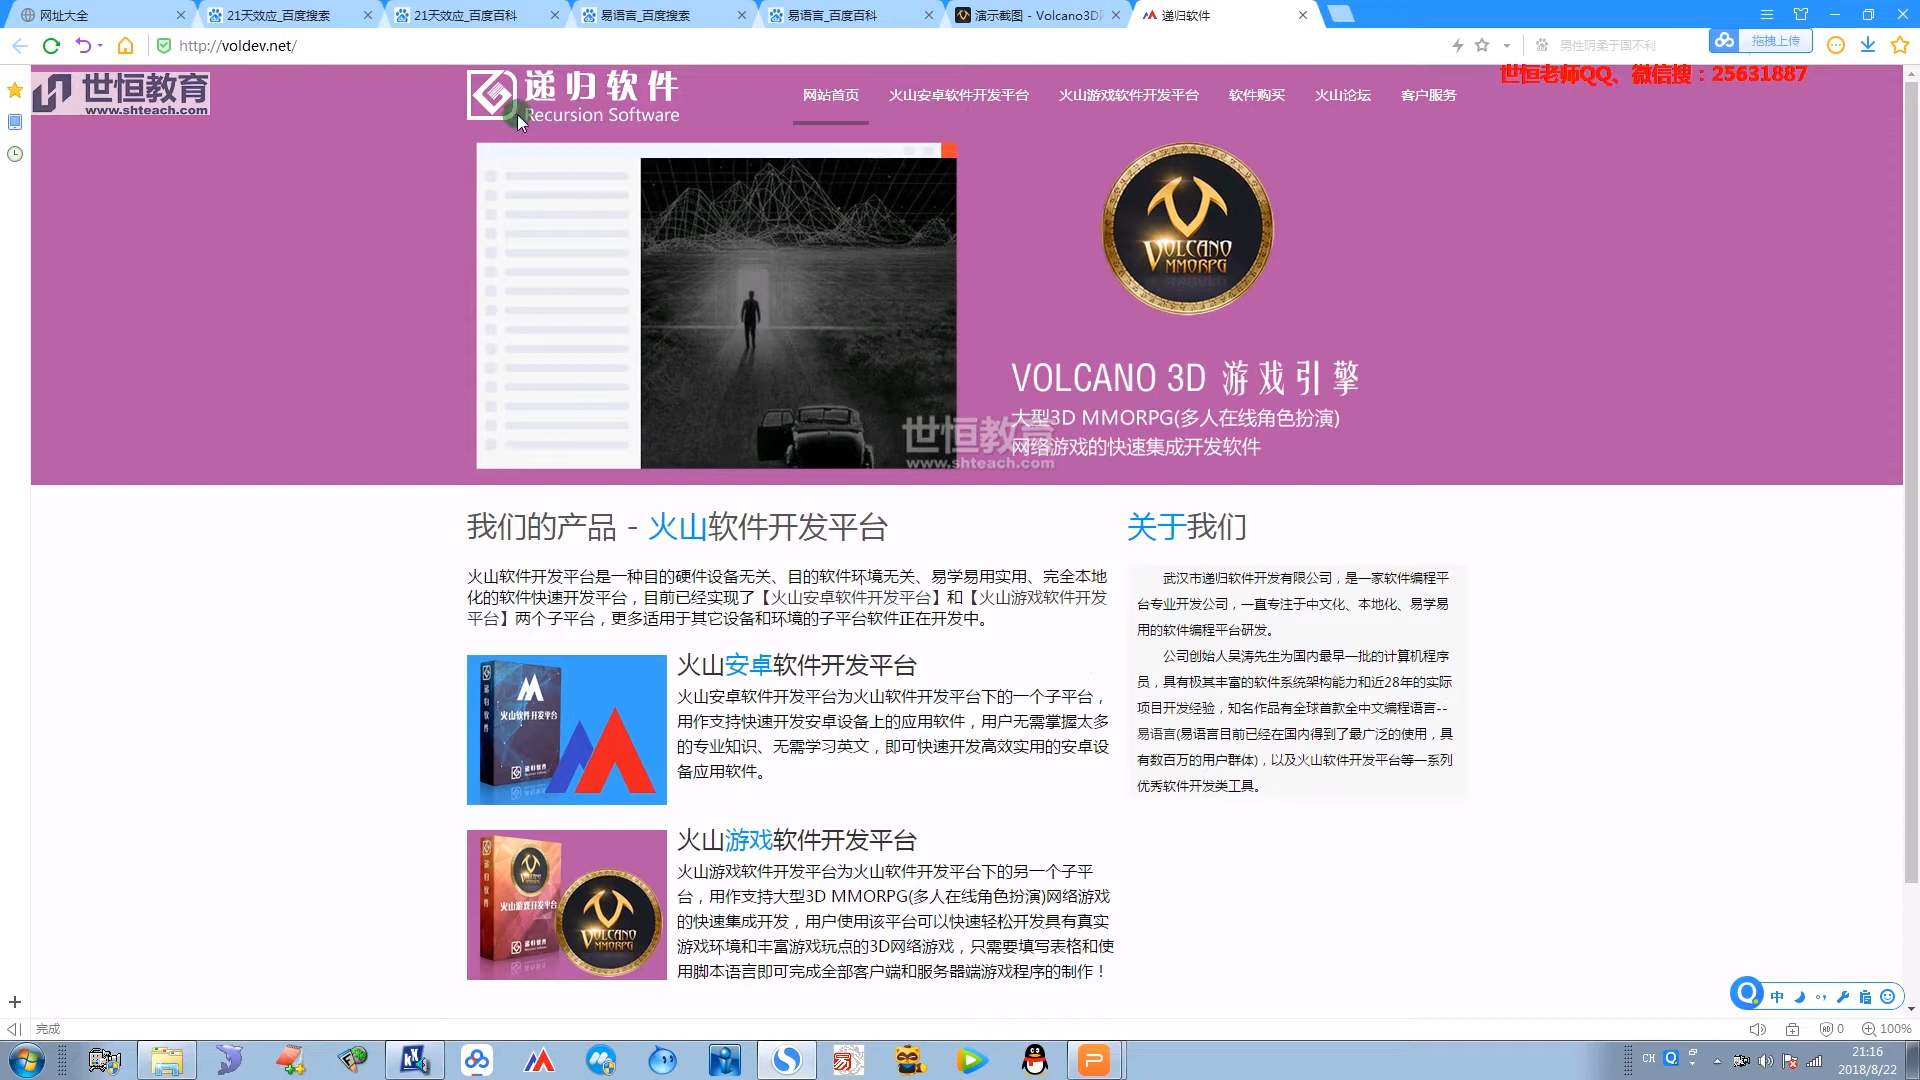 网址大全
21天效应_百度搜索
21天效应_百度百科
易语言_百度搜索
易语言_百度百科
演示截图 - Volcano3D
递归软件
http://voldev.net/
男性阴柔于国不利
拖拽上传
世恒教育
www.shteach.com
递归软件
Recursion Software
网站首页
火山安卓软件开发平台
火山游戏软件开发平台
软件购买
火山论坛
客户服务
世恒老师QQ、微信搜：25631887
VOLCANO
MMORPG
VOLCANO 3D 游戏引擎
大型3D MMORPG(多人在线角色扮演)
网络游戏的快速集成开发软件
世恒教育
www.shteach.com
我们的产品 - 火山软件开发平台
火山软件开发平台是一种目的硬件设备无关、目的软件环境无关、易学易用实用、完全本地
化的软件快速开发平台，目前已经实现了【火山安卓软件开发平台】和【火山游戏软件开发
平台】两个子平台，更多适用于其它设备和环境的子平台软件正在开发中。
火山软件开发平台
递归软件
火山安卓软件开发平台
火山安卓软件开发平台为火山软件开发平台下的一个子平台，
用作支持快速开发安卓设备上的应用软件，用户无需掌握太多
的专业知识、无需学习英文，即可快速开发高效实用的安卓设
备应用软件。
火山游戏开发平台
递归软件
VOLCANO
MMORPG
火山游戏软件开发平台
火山游戏软件开发平台为火山软件开发平台下的另一个子平
台，用作支持大型3D MMORPG(多人在线角色扮演)网络游戏
的快速集成开发，用户使用该平台可以快速轻松开发具有真实
游戏环境和丰富游戏玩点的3D网络游戏，只需要填写表格和使
用脚本语言即可完成全部客户端和服务器端游戏程序的制作！
关于我们
武汉市递归软件开发有限公司，是一家软件编程平
台专业开发公司，一直专注于中文化、本地化、易学易
用的软件编程平台研发。
公司创始人吴涛先生为国内最早一批的计算机程序
员，具有极其丰富的软件系统架构能力和近28年的实际
项目开发经验，知名作品有全球首款全中文编程语言--
易语言(易语言目前已经在国内得到了最广泛的使用，具
有数百万的用户群体)，以及火山软件开发平台等一系列
优秀软件开发类工具。
中
完成
0
100%
CH
21:16
2018/8/22